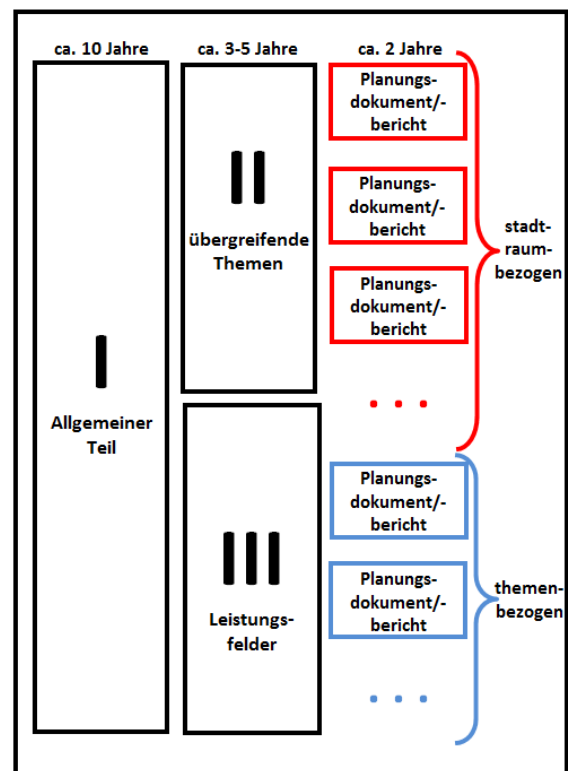 ca. 10 Jahre
ca. 3-5 Jahre
ca. 2 Jahre
I
Allgemeiner
Teil
II
übergreifende
Themen
III
Leistungs-
felder
Planungs-
dokument/-
bericht
Planungs-
dokument/-
bericht
Planungs-
dokument/-
bericht
. . .
stadt-
raum-
bezogen
Planungs-
dokument/-
bericht
Planungs-
dokument/-
bericht
. . .
themen-
bezogen